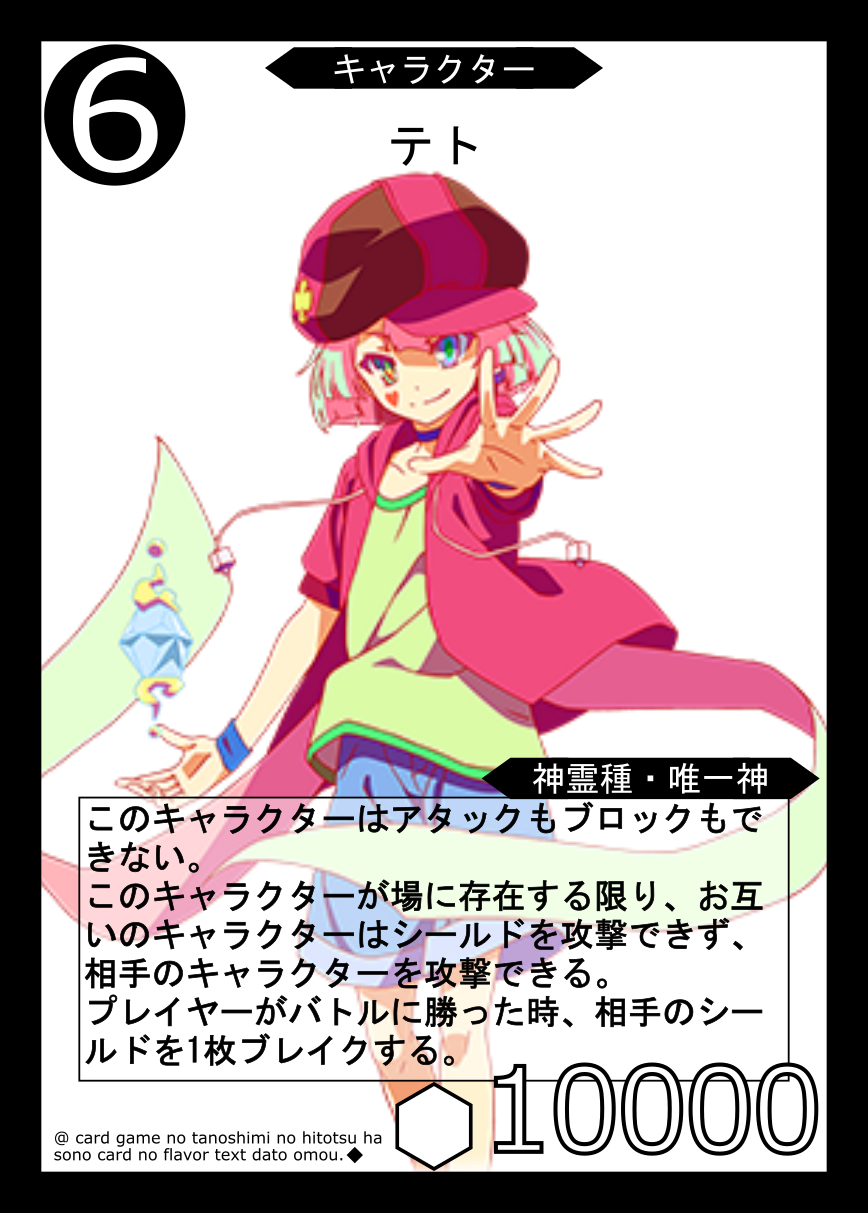 6
キャラクター
テト
神霊種・唯一神
このキャラクターはアタックもブロックもで
きない。
このキャラクターが場に存在する限り、お互
いのキャラクターはシールドを攻撃できず、
相手のキャラクターを攻撃できる。
プレイヤーがバトルに勝った時、相手のシー
ルドを1枚ブレイクする。
10000
@ card game no tanoshimi no hitotsu ha
sono card no flavor text dato omou.◆